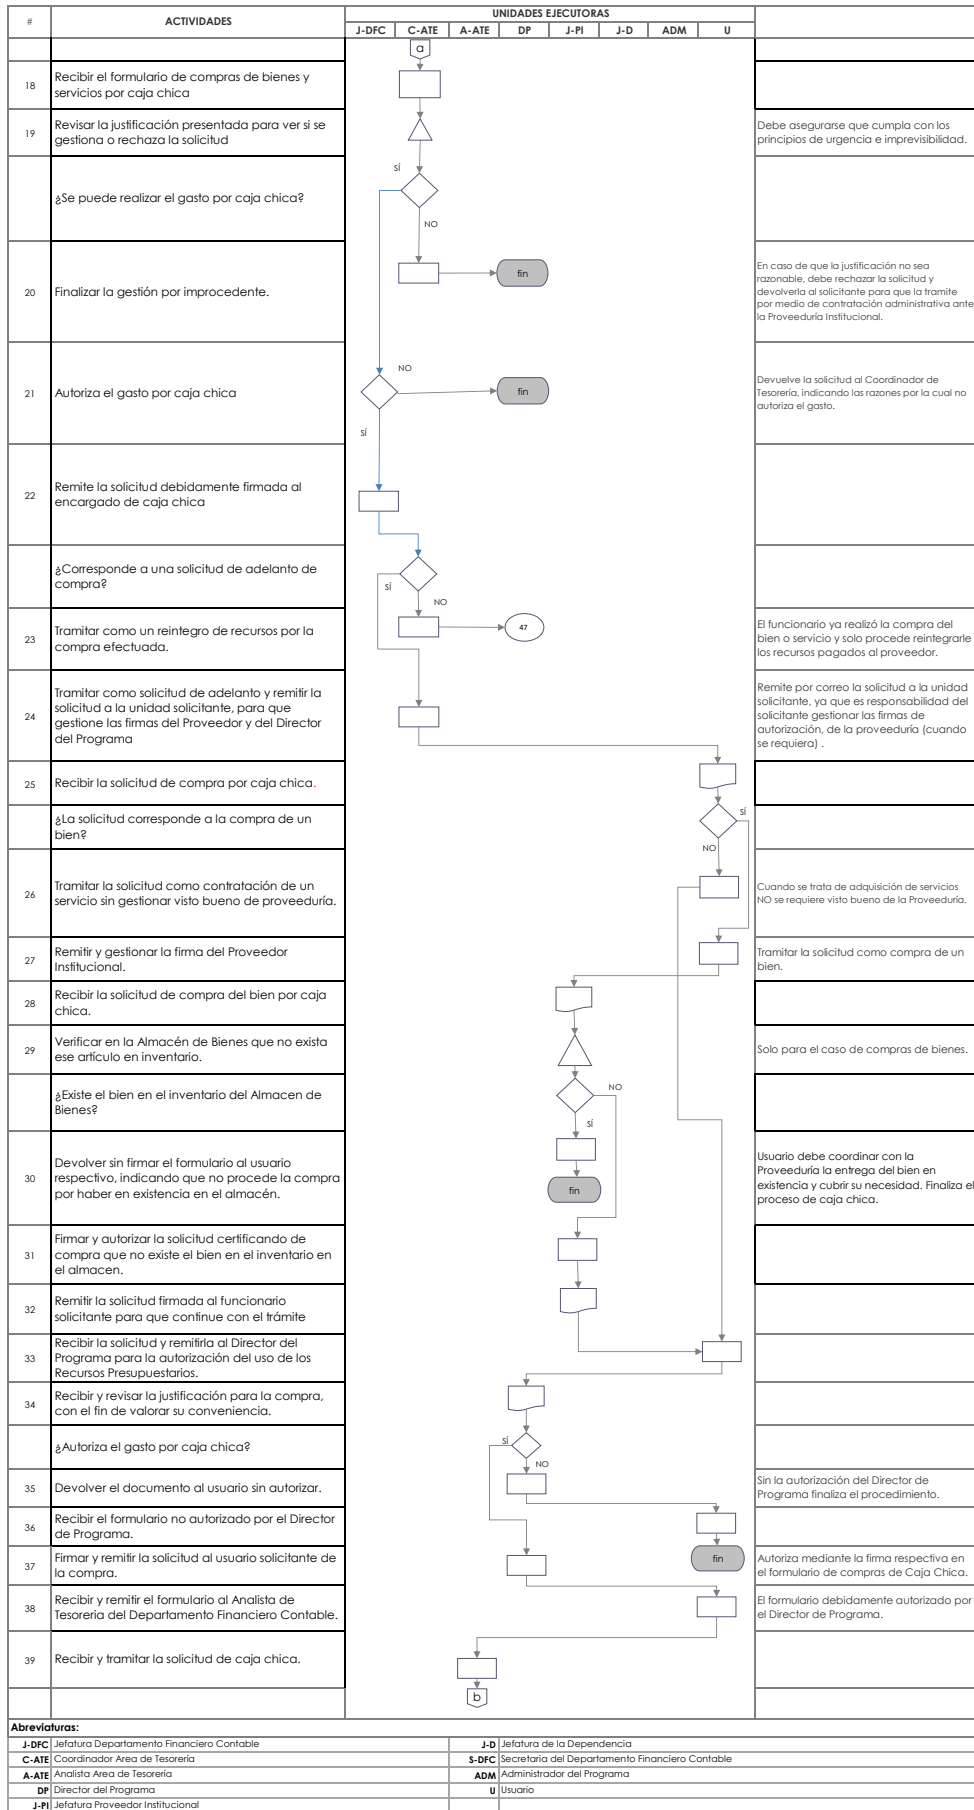 # ACTIVIDADES UNIDADES EJECUTORAS
J-DFC C-ATE A-ATE DP J-PI J-D ADM U
a
18 Recibir el formulario de compras de bienes y
servicios por caja chica
19 Revisar la justificación presentada para ver si se
gestiona o rechaza la solicitud
Debe asegurarse que cumpla con los
principios de urgencia e imprevisibilidad.
SÍ
¿Se puede realizar el gasto por caja chica?
NO
20 Finalizar la gestión por improcedente.
fin
En caso de que la justificación no sea
razonable, debe rechazar la solicitud y
devolverla al solicitante para que la tramite
por medio de contratación administrativa ante
la Proveeduría Institucional.
21 Autoriza el gasto por caja chica
NO
fin
SÍ
Devuelve la solicitud al Coordinador de
Tesorería, indicando las razones por la cual no
autoriza el gasto.
22 Remite la solicitud debidamente firmada al
encargado de caja chica
¿Corresponde a una solicitud de adelanto de
compra?
SÍ
NO
23 Tramitar como un reintegro de recursos por la
compra efectuada.
47
El funcionario ya realizó la compra del
bien o servicio y solo procede reintegrarle
los recursos pagados al proveedor.
24 Tramitar como solicitud de adelanto y remitir la
solicitud a la unidad solicitante, para que
gestione las firmas del Proveedor y del Director
del Programa
Remite por correo la solicitud a la unidad
solicitante, ya que es responsabilidad del
solicitante gestionar las firmas de
autorización, de la proveeduría (cuando
se requiera) .
25 Recibir la solicitud de compra por caja chica.
¿La solicitud corresponde a la compra de un
bien?
SÍ
NO
26 Tramitar la solicitud como contratación de un
servicio sin gestionar visto bueno de proveeduría.
Cuando se trata de adquisición de servicios
NO se requiere visto bueno de la Proveeduría.
27 Remitir y gestionar la firma del Proveedor
Institucional.
Tramitar la solicitud como compra de un
bien.
28 Recibir la solicitud de compra del bien por caja
chica.
29 Verificar en la Almacén de Bienes que no exista
ese artículo en inventario.
Solo para el caso de compras de bienes.
¿Existe el bien en el inventario del Almacen de
Bienes?
NO
SÍ
30 Devolver sin firmar el formulario al usuario
respectivo, indicando que no procede la compra
por haber en existencia en el almacén.
fin
Usuario debe coordinar con la
Proveeduría la entrega del bien en
existencia y cubrir su necesidad. Finaliza el
proceso de caja chica.
31 Firmar y autorizar la solicitud certificando de
compra que no existe el bien en el inventario en
el almacen.
32 Remitir la solicitud firmada al funcionario
solicitante para que continue con el trámite
33 Recibir la solicitud y remitirla al Director del
Programa para la autorización del uso de los
Recursos Presupuestarios.
34 Recibir y revisar la justificación para la compra,
con el fin de valorar su conveniencia.
¿Autoriza el gasto por caja chica?
SÍ
NO
35 Devolver el documento al usuario sin autorizar.
Sin la autorización del Director de
Programa finaliza el procedimiento.
36 Recibir el formulario no autorizado por el Director
de Programa.
37 Firmar y remitir la solicitud al usuario solicitante de
la compra.
fin
Autoriza mediante la firma respectiva en
el formulario de compras de Caja Chica.
38 Recibir y remitir el formulario al Analista de
Tesoreria del Departamento Financiero Contable.
El formulario debidamente autorizado por
el Director de Programa.
39 Recibir y tramitar la solicitud de caja chica.
b
Abreviaturas:
J-DFC Jefatura Departamento Financiero Contable J-D Jefatura de la Dependencia
C-ATE Coordinador Area de Tesorería S-DFC Secretaria del Departamento Financiero Contable
A-ATE Analista Area de Tesorería ADM Administrador del Programa
DP Director del Programa U Usuario
J-PI Jefatura Proveedor Institucional